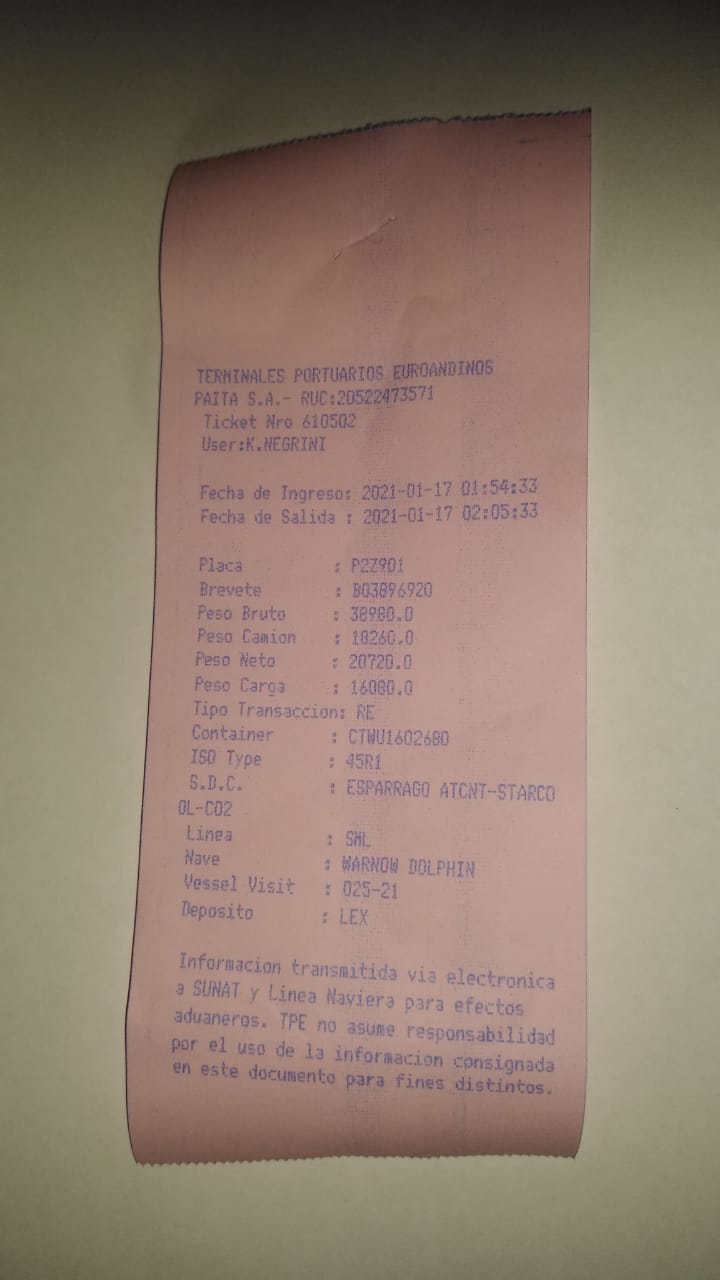 TERMINALES PORTUARIOS EUROANDINOS
PAITA S.A.- RUC:20522473571
Ticket Nro 610502
User:K.NEGRINI
Fecha de Ingreso: 2021-01-17 01:54:33
Fecha de Salida : 2021-01-17 02:05:33
Placa : P2Z901
Brevete : B03896920
Peso Bruto : 38980.0
Peso Camion : 18260.0
Peso Neto : 20720.0
Peso Carga : 16080.0
Tipo Transaccion: RE
Container : CTWU1602680
ISO Type : 45R1
S.D.C. : ESPARRAGO ATCNT-STARCO
OL-CO2
Linea : SML
Nave : WARNOW DOLPHIN
Vessel Visit : 025-21
Deposito : LEX
Informacion transmitida via electronica
a SUNAT y Linea Naviera para efectos
aduaneros. TPE no asume responsabilidad
por el uso de la informacion consignada
en este documento para fines distintos.